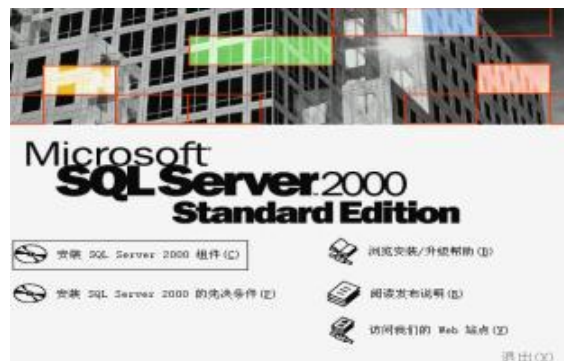 Microsoft
SQL Server 2000
Standard Edition
安装 SQL Server 2000 组件(C)
浏览安装/升级帮助(B)
安装 SQL Server 2000 的先决条件(E)
阅读发布说明(R)
访问我们的 Web 站点(V)
退出(X)